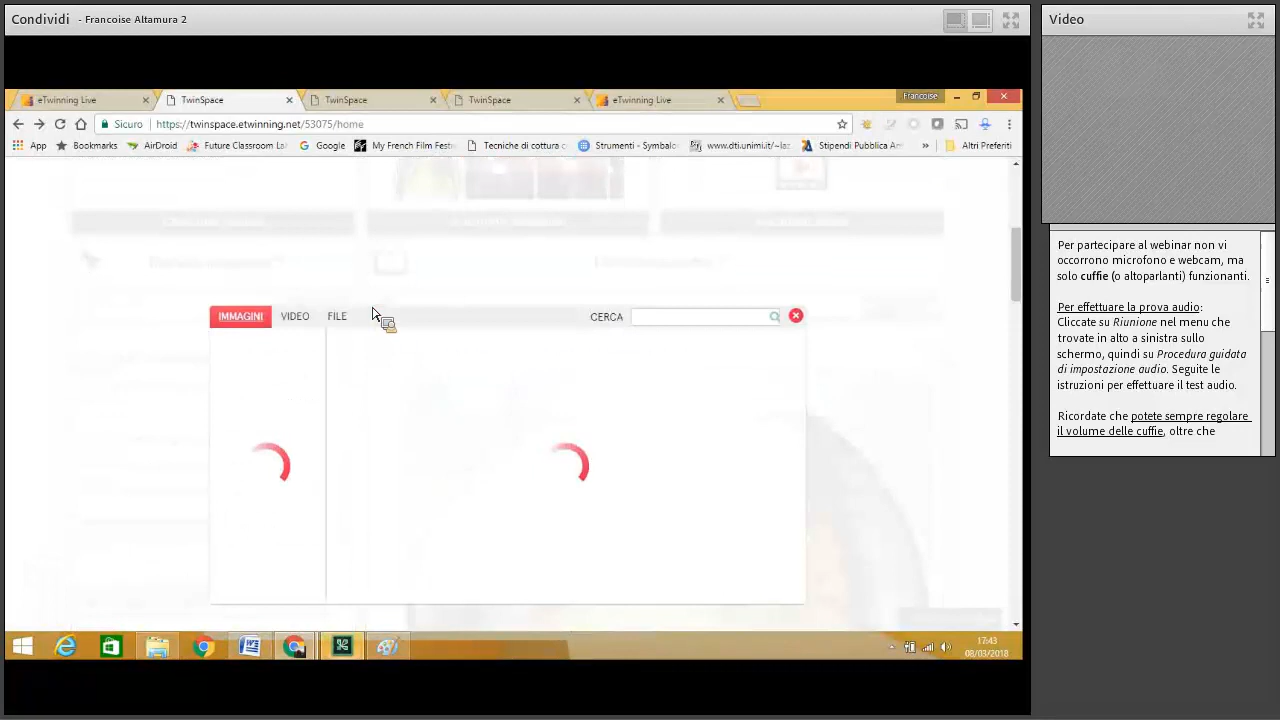 Condividi - Francoise Altamura 2
Video
eTwinning Live
TwinSpace
TwinSpace
TwinSpace
eTwinning Live
Francoise
Sicuro
https://twinspace.etwinning.net/53075/home
App
Bookmarks
AirDroid
Future Classroom La
Google
My French Film Fest
Tecniche di cottura c
Strumenti - Symbalo
www.dti.unimi.it/~la
Stipendi Pubblica A
»
Altri Preferiti
IMMAGINI
VIDEO
FILE
CERCA
17:43
08/03/2018
Per partecipare al webinar non vi
occorrono microfono e webcam, ma
solo cuffie (o altoparlanti) funzionanti.
Per effettuare la prova audio:
Cliccate su Riunione nel menu che
trovate in alto a sinistra sullo
schermo, quindi su Procedura guidata
di impostazione audio. Seguite le
istruzioni per effettuare il test audio.
Ricordate che potete sempre regolare
il volume delle cuffie, oltre che